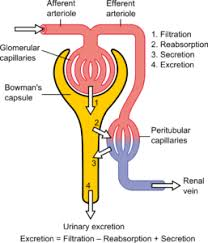 Afferent
arteriole
Efferent
arteriole
1. Filtration
2. Reabsorption
3. Secretion
4. Excretion
Glomerular
capillaries
Bowman's
capsule
1
2
Peritubular
capillaries
3
Renal
vein
4
Urinary excretion
Excretion = Filtration – Reabsorption + Secretion